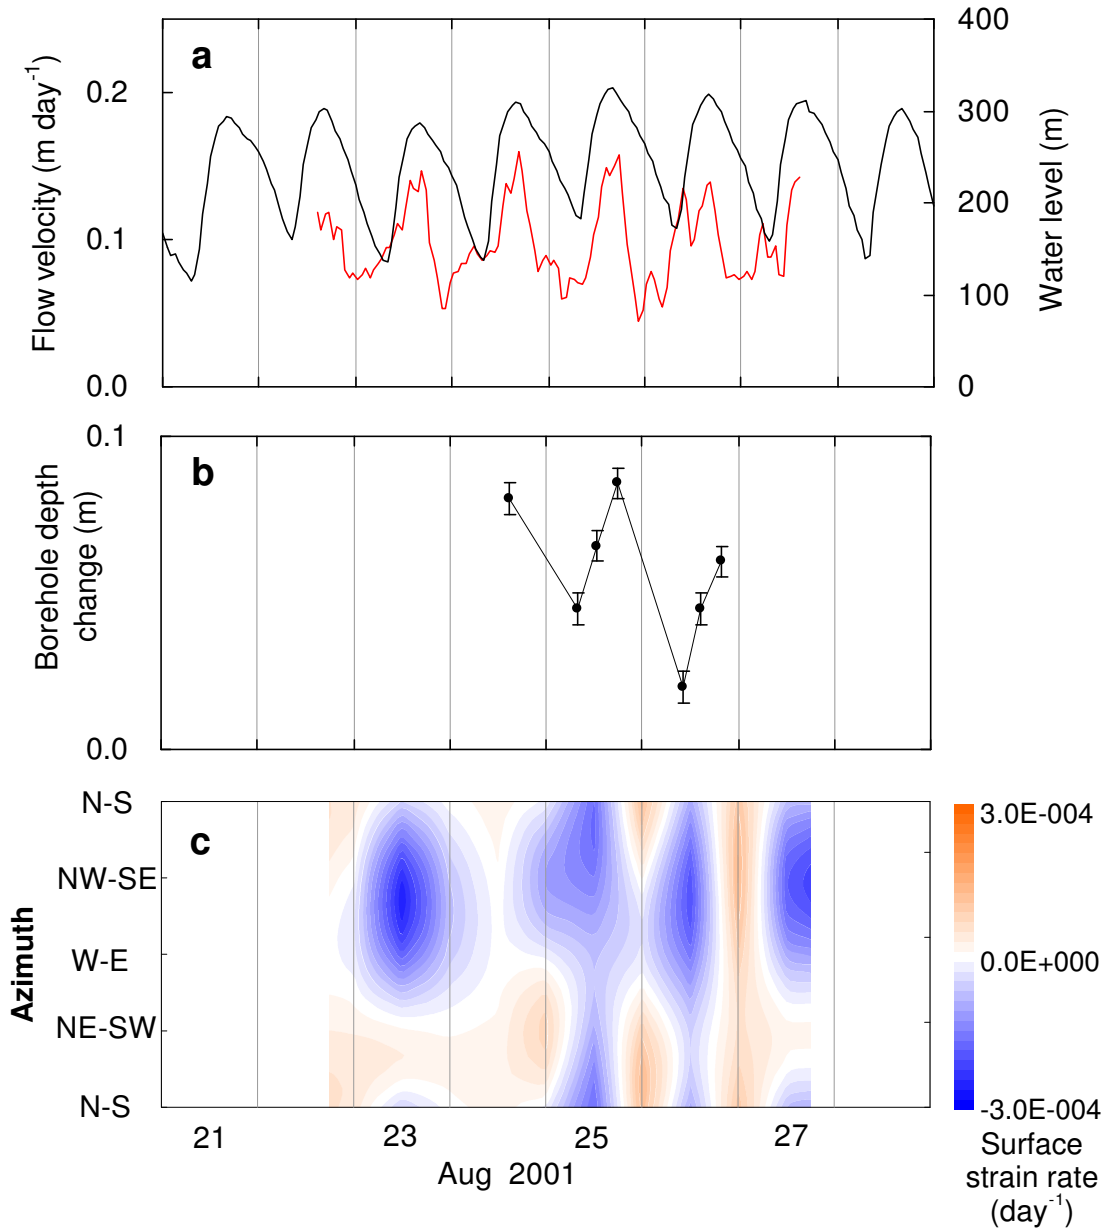 a
0.2
0.1
0.0
Flow velocity (m day⁻¹)
400
300
200
100
0
Water level (m)
b
0.1
0.0
Borehole depth
change (m)
c
N-S
NW-SE
W-E
NE-SW
N-S
Azimuth
21
23
25
27
Aug 2001
3.0E-004
0.0E+000
-3.0E-004
Surface
strain rate
(day⁻¹)